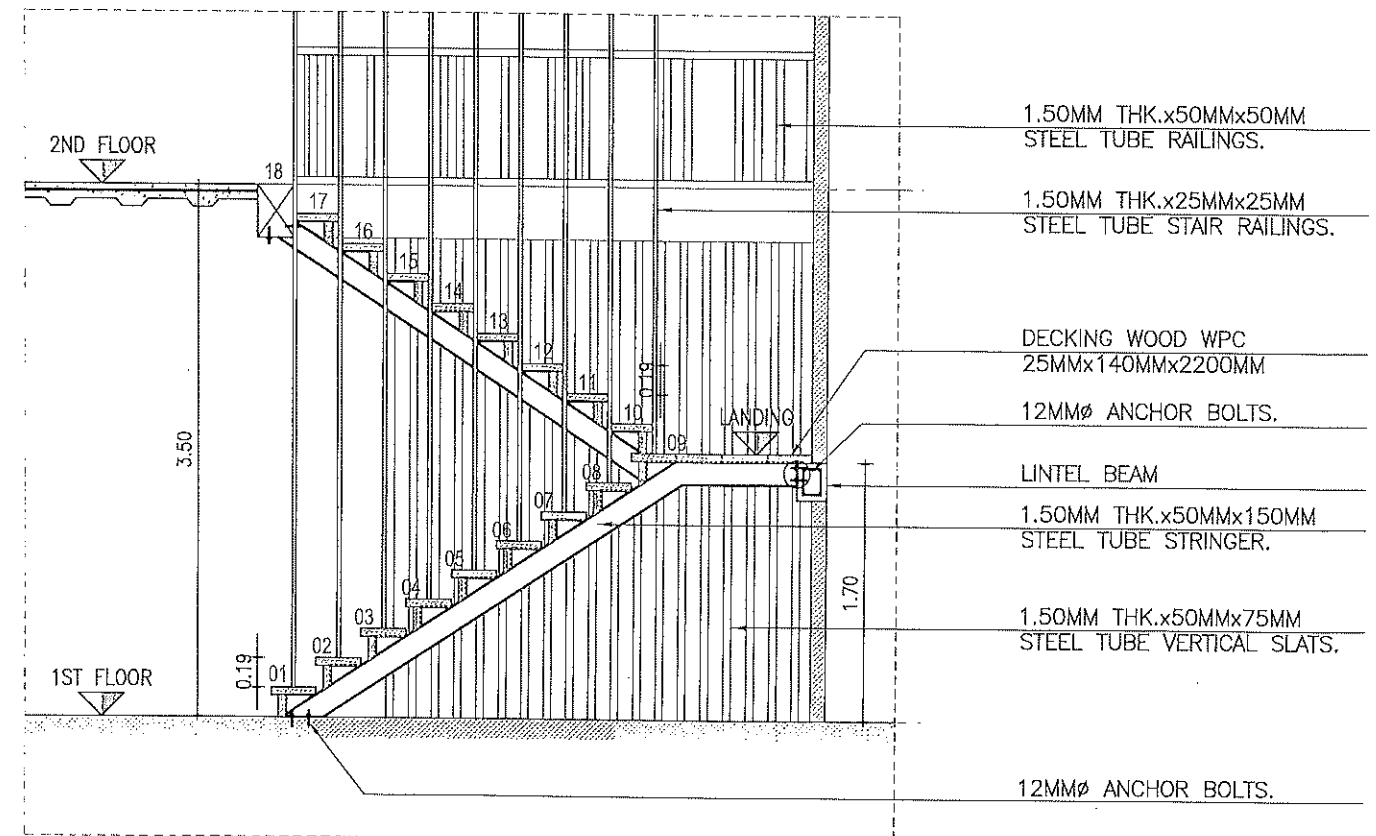 1.50MM THK.x50MMx50MM
STEEL TUBE RAILINGS.
2ND FLOOR
18
17
1.50MM THK.x25MMx25MM
STEEL TUBE STAIR RAILINGS.
16
15
14
13
12
0.19
11
10
LANDING
09
DECKING WOOD WPC
25MMx140MMx2200MM
12MMØ ANCHOR BOLTS.
3.50
08
LINTEL BEAM
07
1.50MM THK.x50MMx150MM
STEEL TUBE STRINGER.
06
05
04
1.70
03
1.50MM THK.x50MMx75MM
STEEL TUBE VERTICAL SLATS.
02
0.19
01
1ST FLOOR
12MMØ ANCHOR BOLTS.